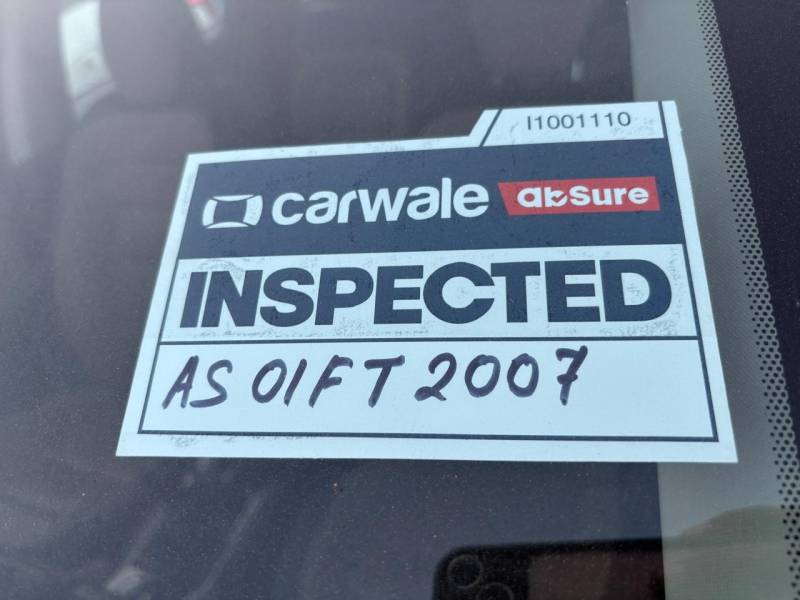 I1001110
carwale abSure
INSPECTED
AS 01FT 2007